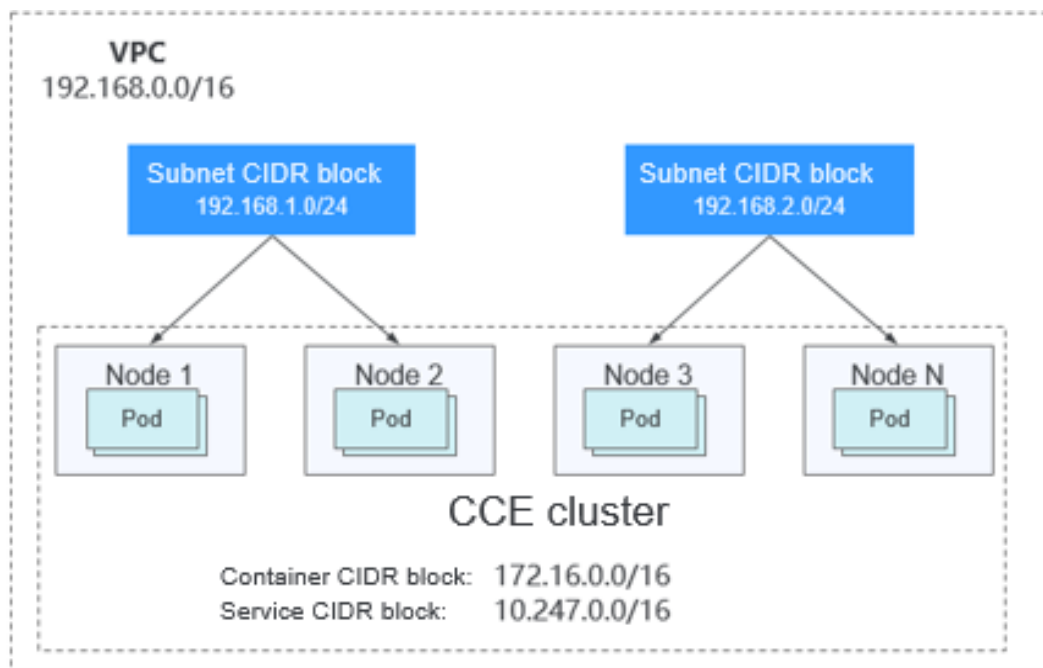 VPC
192.168.0.0/16
Subnet CIDR block
192.168.1.0/24
Subnet CIDR block
192.168.2.0/24
Node 1
Pod
Node 2
Pod
Node 3
Pod
Node N
Pod
CCE cluster
Container CIDR block: 172.16.0.0/16
Service CIDR block: 10.247.0.0/16